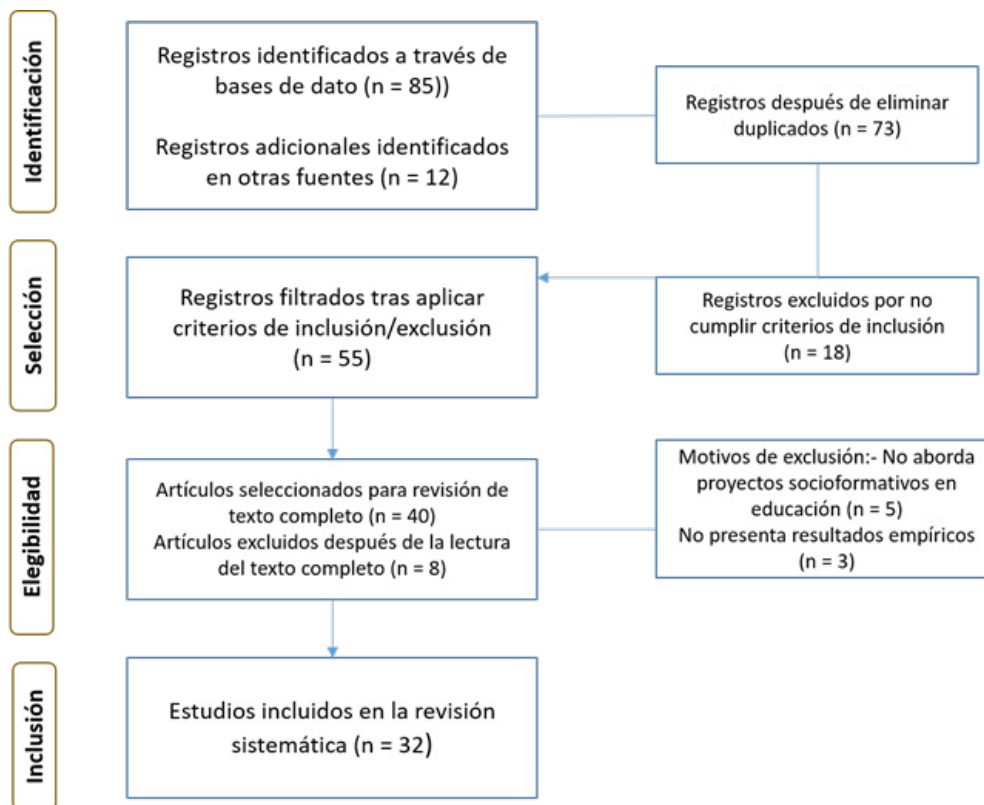 Identificación
Registros identificados a través de
bases de dato (n = 85))
Registros adicionales identificados
en otras fuentes (n = 12)
Registros después de eliminar
duplicados (n = 73)
Selección
Registros filtrados tras aplicar
criterios de inclusión/exclusión
(n = 55)
Registros excluidos por no
cumplir criterios de inclusión
(n = 18)
Elegibilidad
Artículos seleccionados para revisión de
texto completo (n = 40)
Artículos excluidos después de la lectura
del texto completo (n = 8)
Motivos de exclusión:- No aborda
proyectos socioformativos en
educación (n = 5)
No presenta resultados empíricos
(n = 3)
Inclusión
Estudios incluidos en la revisión
sistemática (n = 32)